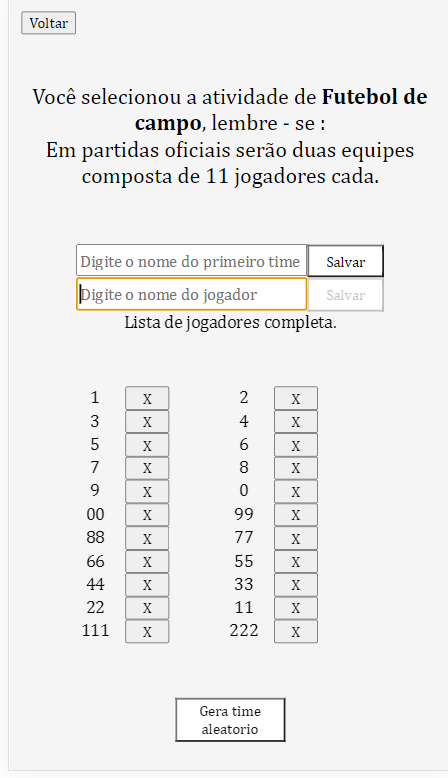 Voltar
Você selecionou a atividade de Futebol de
campo, lembre - se :
Em partidas oficiais serão duas equipes
composta de 11 jogadores cada.
Digite o nome do primeiro time Salvar
Digite o nome do jogador Salvar
Lista de jogadores completa.
1 X 2 X
3 X 4 X
5 X 6 X
7 X 8 X
9 X 0 X
00 X 99 X
88 X 77 X
66 X 55 X
44 X 33 X
22 X 11 X
111 X 222 X
Gera time
aleatorio